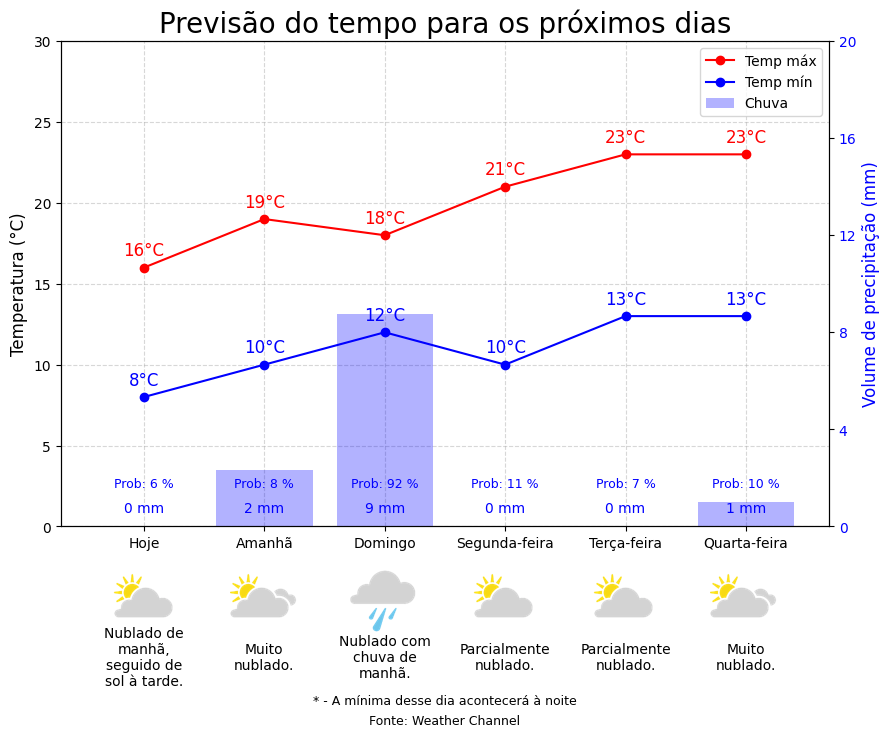 Previsão do tempo para os próximos dias
30
25
20
15
10
5
0
Temperatura (°C)
20
16
12
8
4
0
Volume de precipitação (mm)
Temp máx
Temp mín
Chuva
16°C
19°C
18°C
21°C
23°C
23°C
8°C
10°C
12°C
10°C
13°C
13°C
Prob: 6 %
Prob: 8 %
Prob: 92 %
Prob: 11 %
Prob: 7 %
Prob: 10 %
0 mm
2 mm
9 mm
0 mm
0 mm
1 mm
Hoje
Amanhã
Domingo
Segunda-feira
Terça-feira
Quarta-feira
Nublado de
manhã,
seguido de
sol à tarde.
Muito
nublado.
Nublado com
chuva de
manhã.
Parcialmente
nublado.
Parcialmente
nublado.
Muito
nublado.
* - A mínima desse dia acontecerá à noite
Fonte: Weather Channel